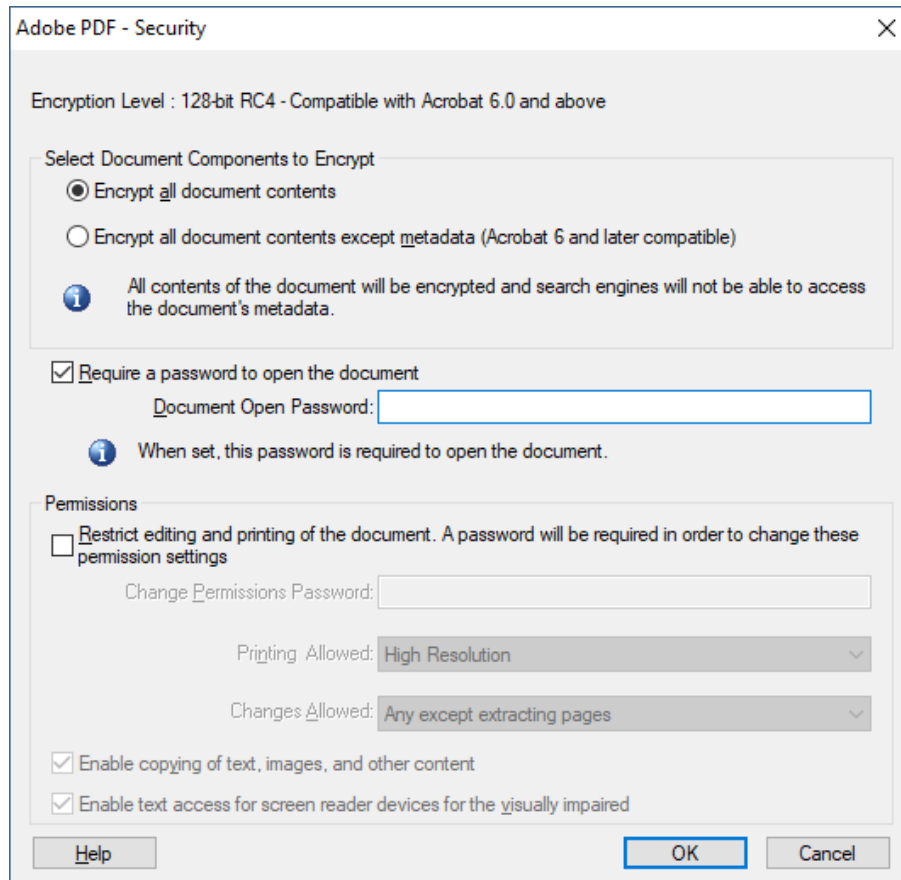 Adobe PDF - Security
Encryption Level : 128-bit RC4 - Compatible with Acrobat 6.0 and above
Select Document Components to Encrypt
Encrypt all document contents
Encrypt all document contents except metadata (Acrobat 6 and later compatible)
All contents of the document will be encrypted and search engines will not be able to access
the document's metadata.
Require a password to open the document
Document Open Password:
When set, this password is required to open the document.
Permissions
Restrict editing and printing of the document. A password will be required in order to change these
permission settings
Change Permissions Password:
Printing Allowed: High Resolution
Changes Allowed: Any except extracting pages
Enable copying of text, images, and other content
Enable text access for screen reader devices for the visually impaired
Help OK Cancel